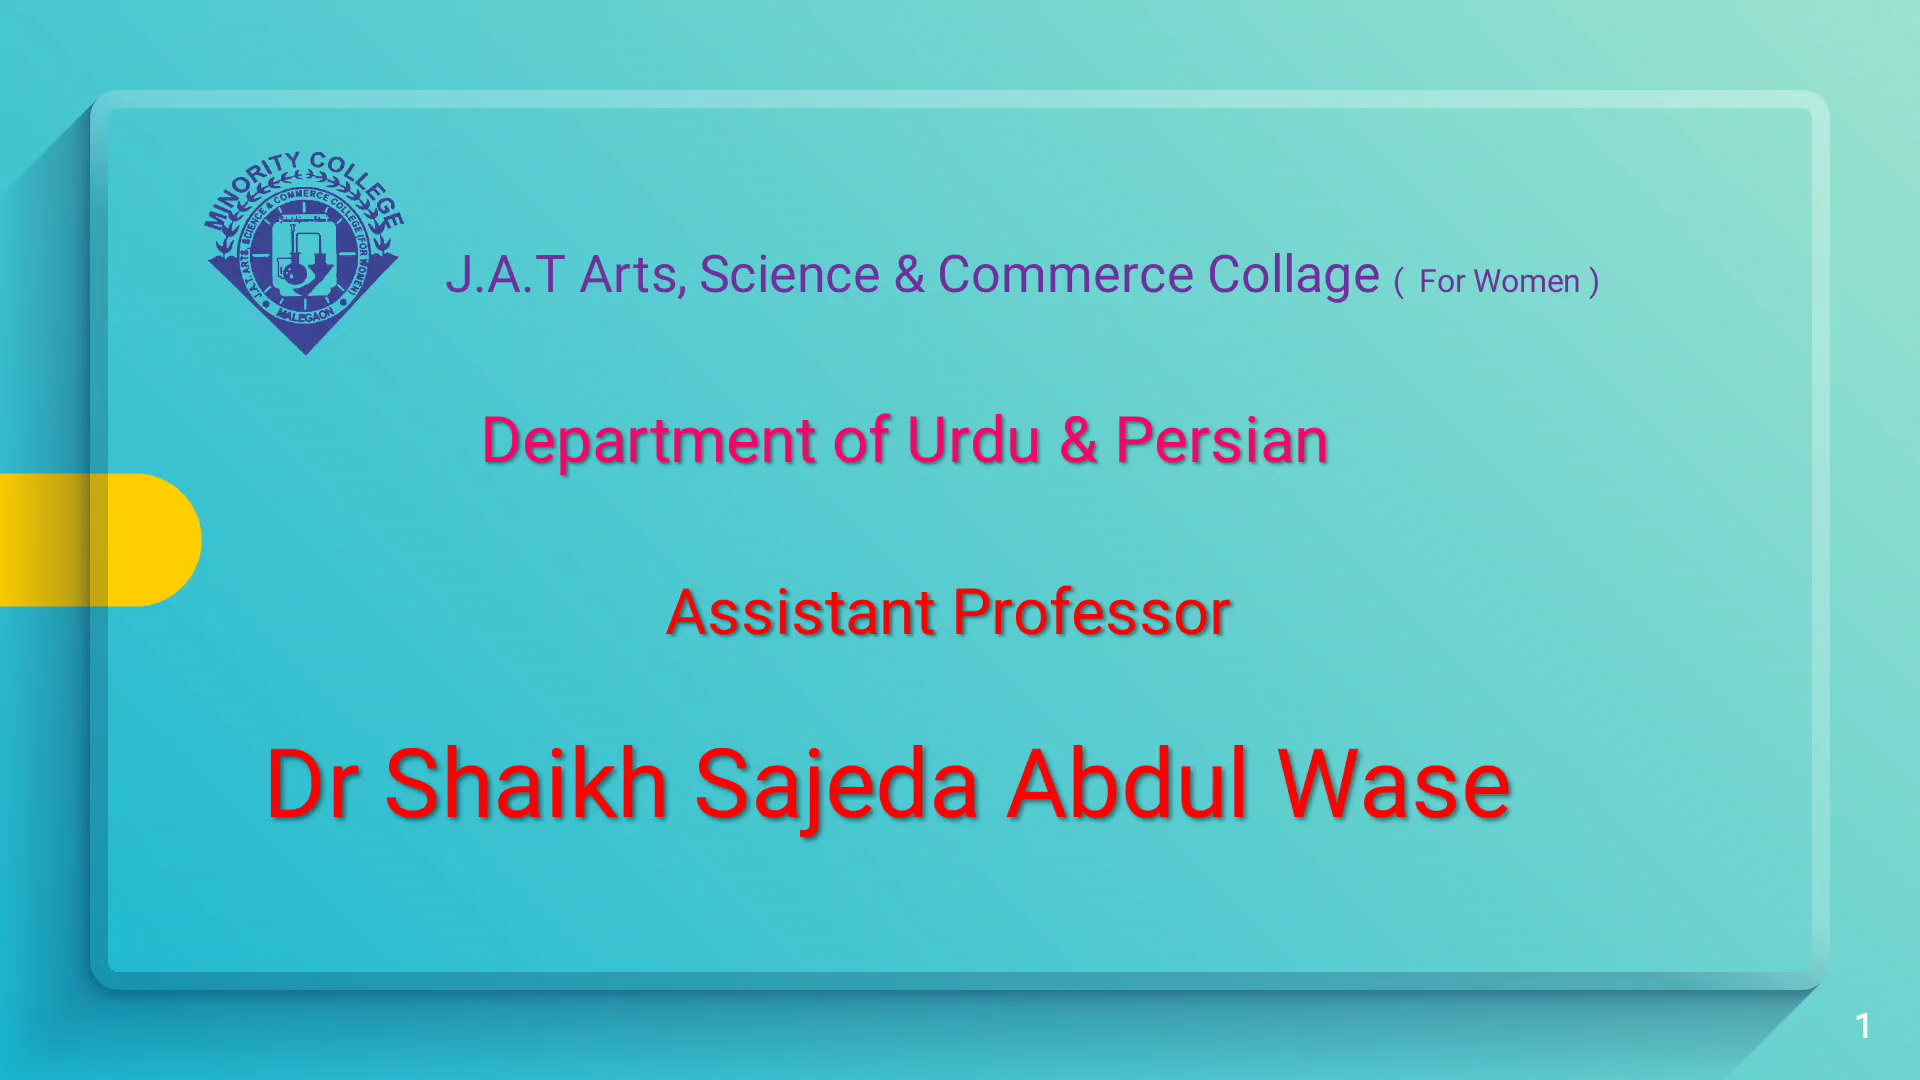 MINORITY COLLEGE
J.A.T. ARTS, SCIENCE & COMMERCE COLLEGE (FOR WOMEN)
MALEGAON
J.A.T Arts, Science & Commerce Collage ( For Women )
Department of Urdu & Persian
Assistant Professor
Dr Shaikh Sajeda Abdul Wase
1